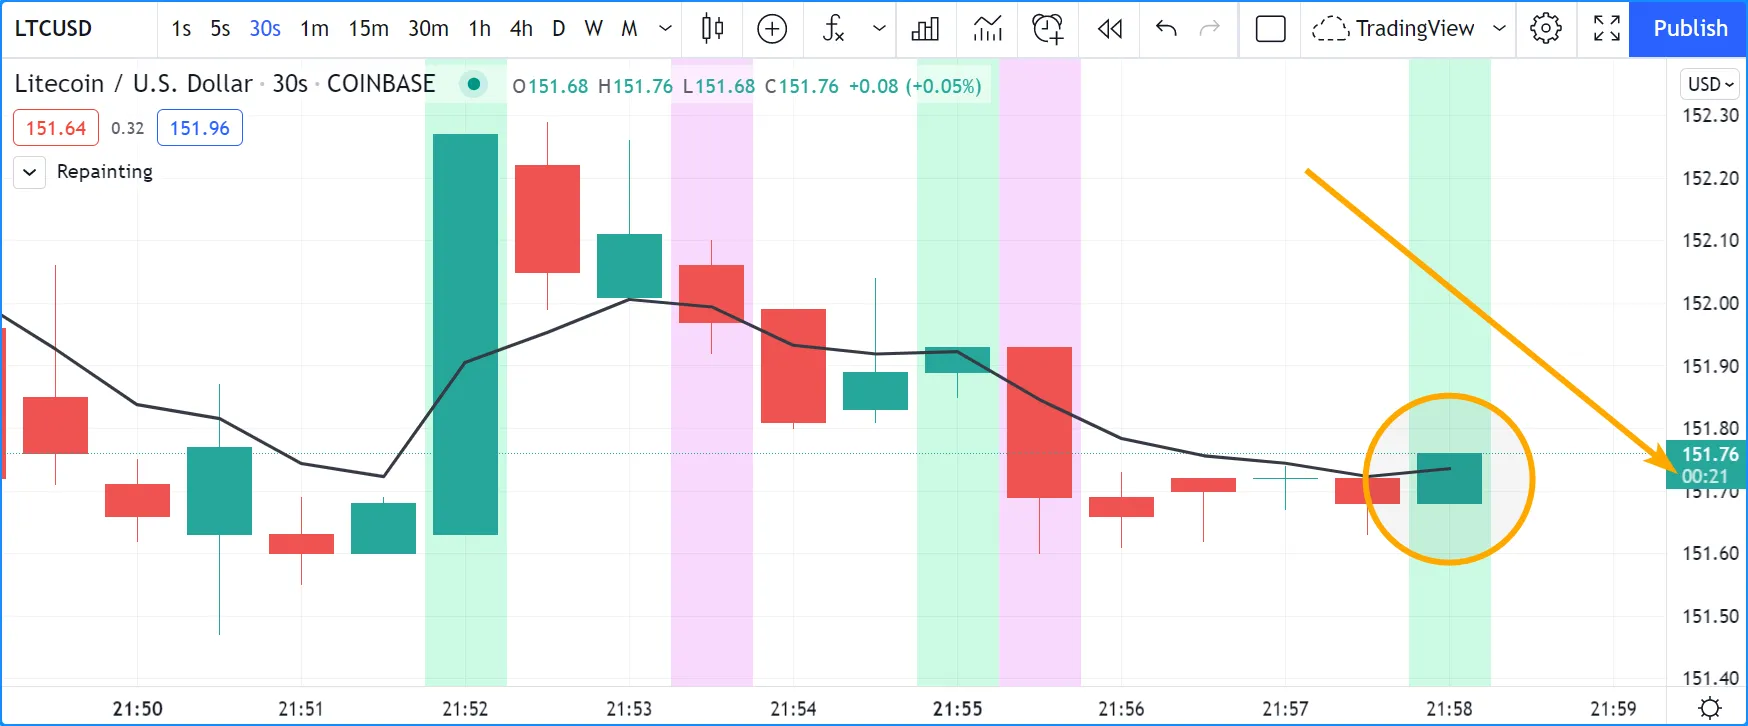 LTCUSD 1s 5s 30s 1m 15m 30m 1h 4h D W M fx TradingView Publish
Litecoin / U.S. Dollar · 30s · COINBASE O151.68 H151.76 L151.68 C151.76 +0.08 (+0.05%) USD
151.64 0.32 151.96
Repainting
152.30
152.20
152.10
152.00
151.90
151.80
151.76
00:21
151.70
151.60
151.50
151.40
21:50 21:51 21:52 21:53 21:54 21:55 21:56 21:57 21:58 21:59